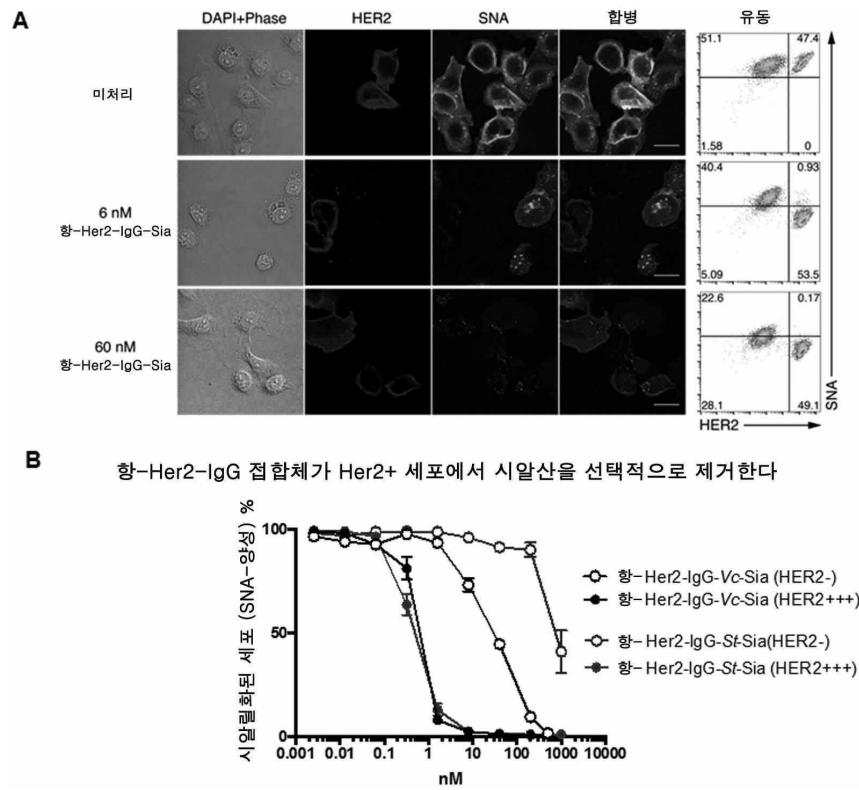 A
DAPI+Phase HER2 SNA 합병 유동
미처리
51.1 47.4
1.58 0
6 nM
항-Her2-IgG-Sia
40.4 0.93
5.09 53.5
60 nM
항-Her2-IgG-Sia
22.6 0.17
28.1 49.1
HER2
SNA
B
항-Her2-IgG 접합체가 Her2+ 세포에서 시알산을 선택적으로 제거한다
시알릴화된 세포 (SNA-양성) %
100
50
0
0.001 0.01 0.1 1 10 100 1000 10000
nM
항-Her2-IgG-Vc-Sia (HER2-)
항-Her2-IgG-Vc-Sia (HER2+++)
항-Her2-IgG-St-Sia(HER2-)
항-Her2-IgG-St-Sia (HER2+++)